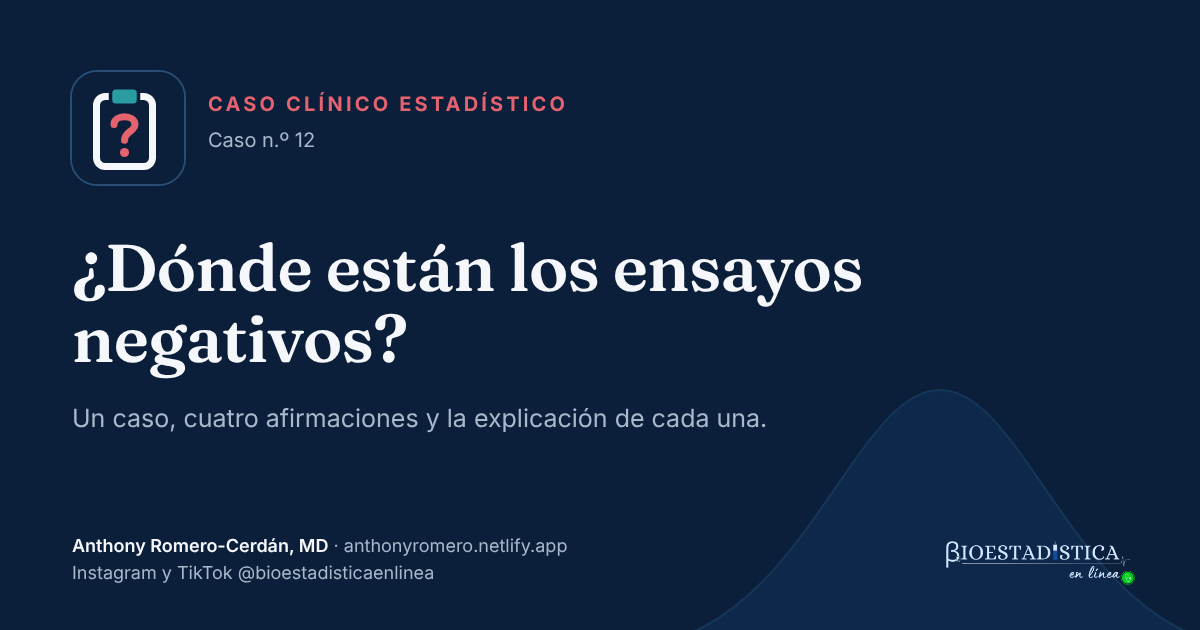 CASO CLÍNICO ESTADÍSTICO
Caso n.º 12
¿Dónde están los ensayos
negativos?
Un caso, cuatro afirmaciones y la explicación de cada una.
Anthony Romero-Cerdán, MD · anthonyromero.netlify.app
Instagram y TikTok @bioestadisticaenlinea
βIOESTADÍSTICA
en línea